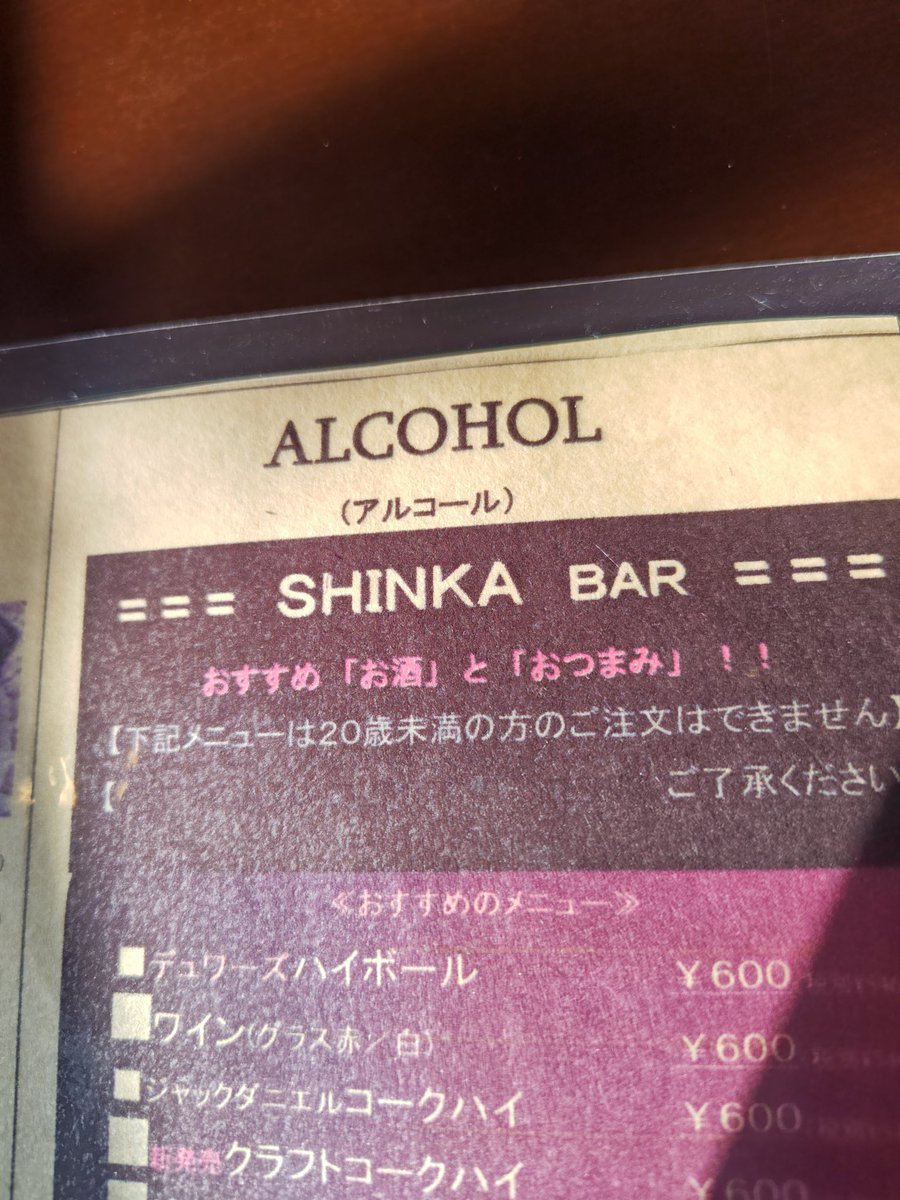 ALCOHOL
(アルコール)
=== SHINKA BAR ===
おすすめ「お酒」と「おつまみ」!!
【下記メニューは20歳未満の方のご注文はできません】
【 ご了承ください
≪おすすめのメニュー≫
■デュワーズハイボール ¥600
■ワイン(グラス赤/白) ¥600
■ジャックダニエルコークハイ ¥600
■新発売クラフトコークハイ ¥600